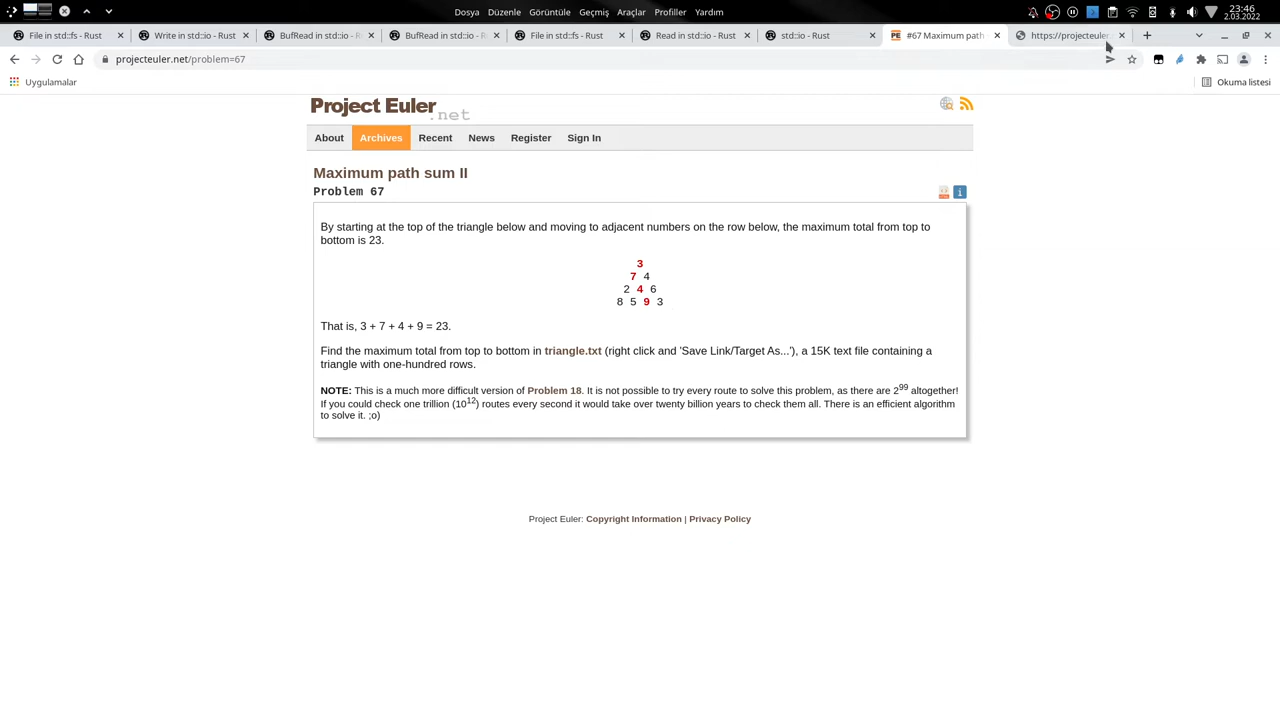 Dosya Düzenle Görüntüle Geçmiş Araçlar Profiller Yardım
23:46
2.03.2022
File in std::fs - Rust
Write in std::io - Rust
BufRead in std::io - Ru
BufRead in std::io - Ru
File in std::fs - Rust
Read in std::io - Rust
std::io - Rust
#67 Maximum path
https://projecteuler
projecteuler.net/problem=67
Uygulamalar
Okuma listesi
Project Euler
.net
About Archives Recent News Register Sign In
Maximum path sum II
Problem 67
By starting at the top of the triangle below and moving to adjacent numbers on the row below, the maximum total from top to
bottom is 23.
3
7 4
2 4 6
8 5 9 3
That is, 3 + 7 + 4 + 9 = 23.
Find the maximum total from top to bottom in triangle.txt (right click and 'Save Link/Target As...'), a 15K text file containing a
triangle with one-hundred rows.
NOTE: This is a much more difficult version of Problem 18. It is not possible to try every route to solve this problem, as there are 2^99 altogether!
If you could check one trillion (10^12) routes every second it would take over twenty billion years to check them all. There is an efficient algorithm
to solve it. ;o)
Project Euler: Copyright Information | Privacy Policy